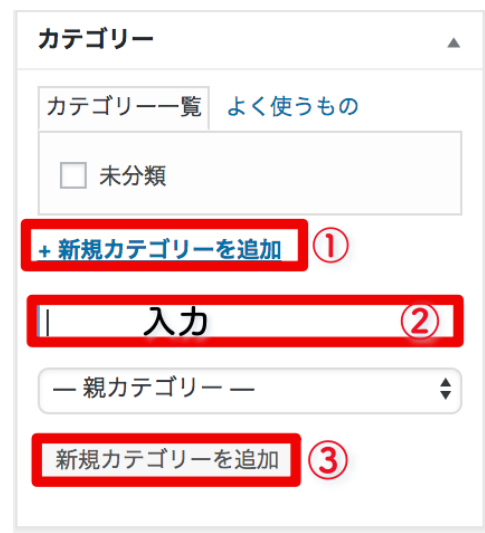 カテゴリー ▲
カテゴリー一覧 よく使うもの
未分類
+ 新規カテゴリーを追加 ①
入力 ②
— 親カテゴリー —
新規カテゴリーを追加 ③